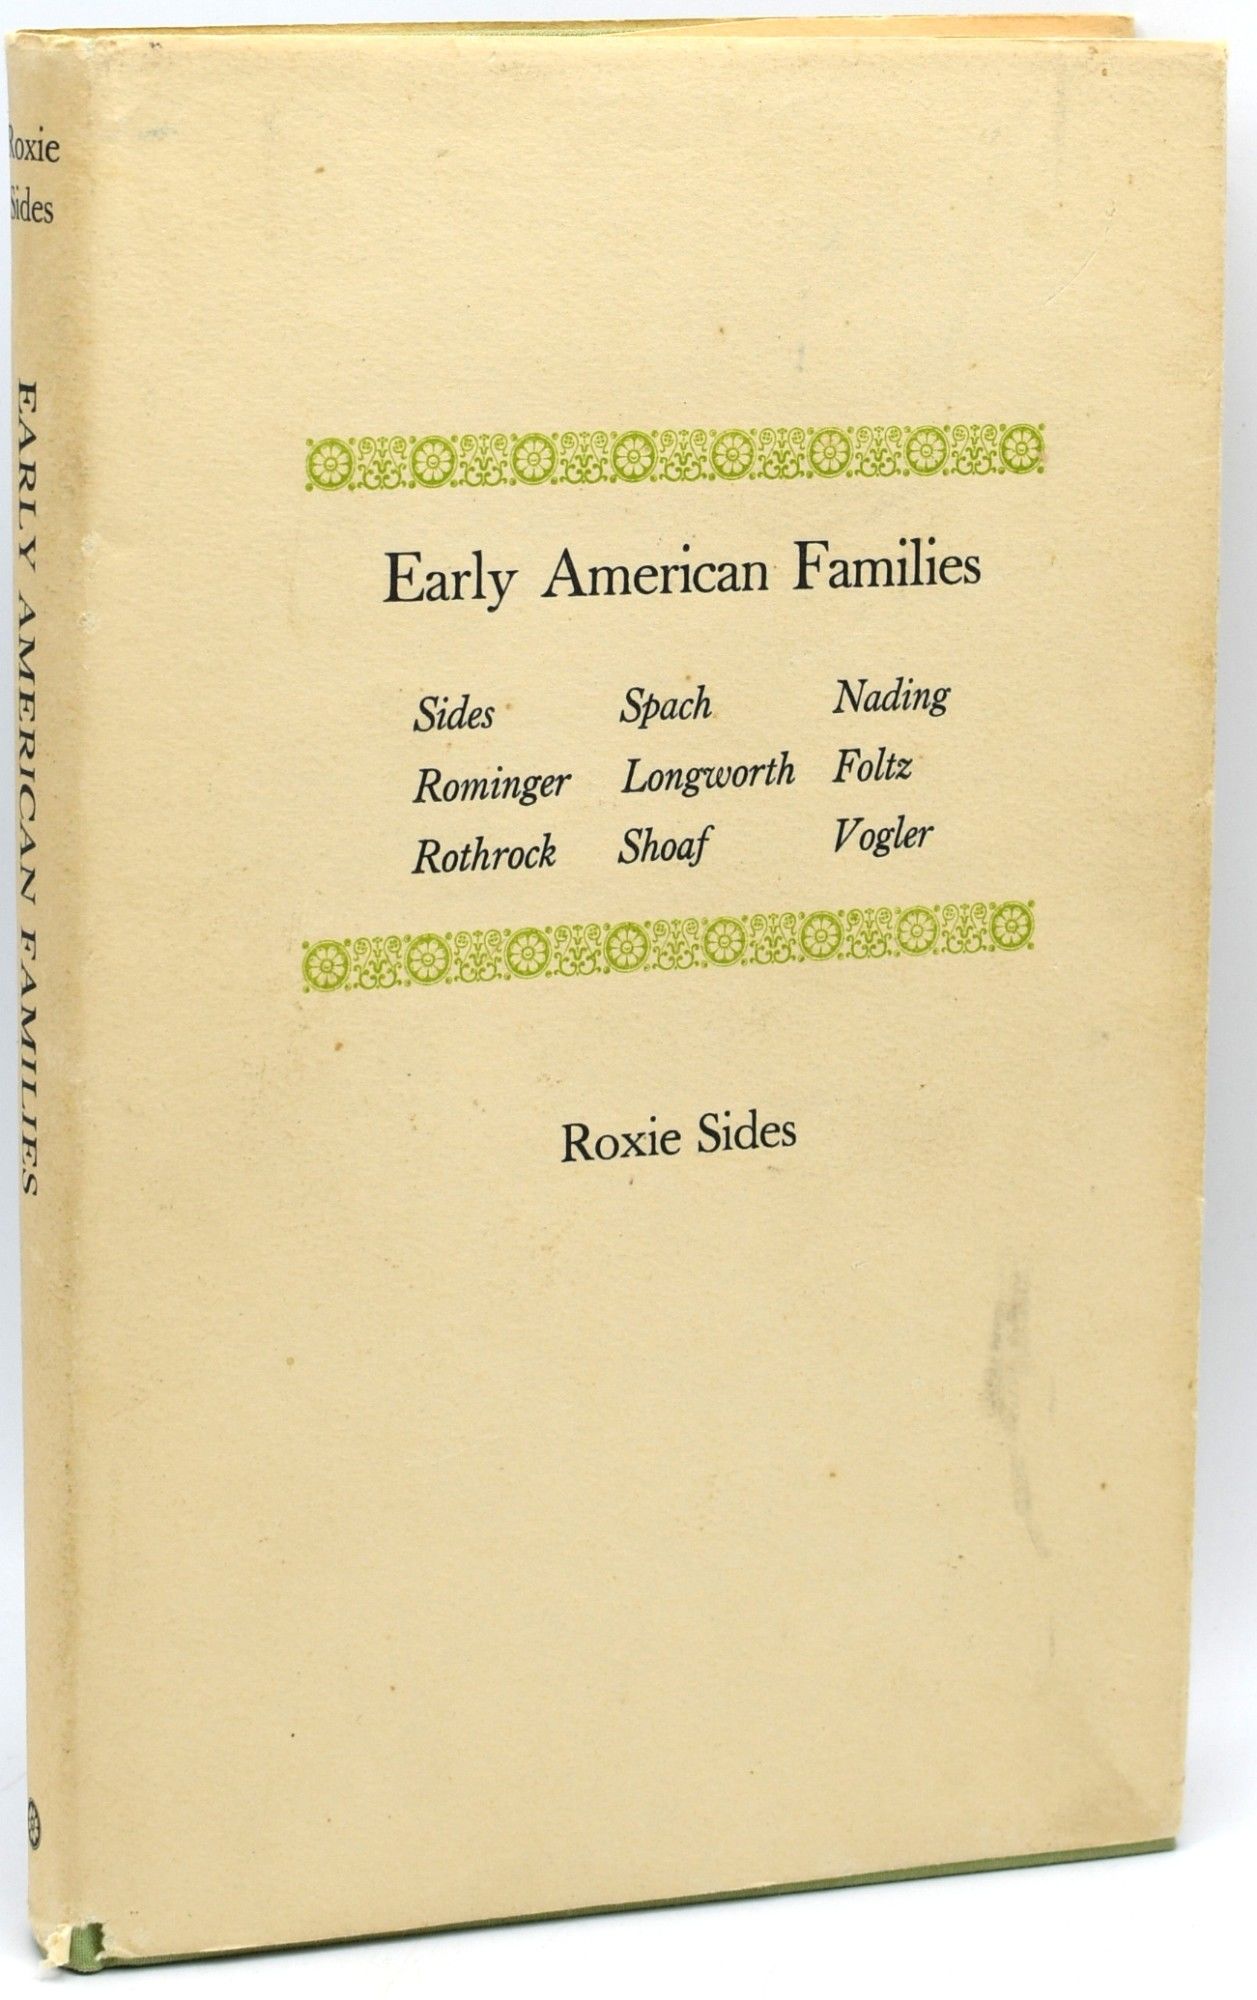 Roxie
Sides
EARLY AMERICAN FAMILIES
Early American Families
Sides Spach Nading
Rominger Longworth Foltz
Rothrock Shoaf Vogler
Roxie Sides